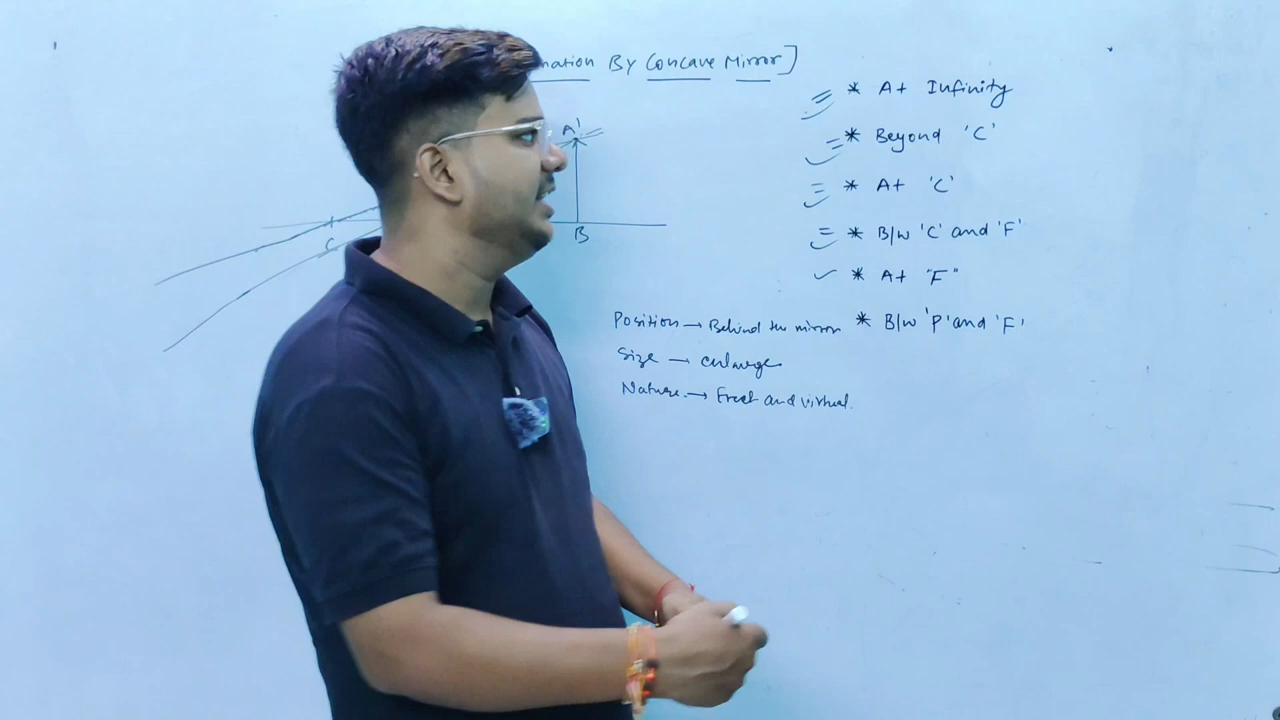 mation By Concave Mirror]
* At Infinity
* Beyond 'C'
* At 'C'
* B/w 'C' and 'F'
* At "F"
* B/w 'P' and 'F'
A'
B
C
Position → Behind the mirror
Size → enlarge
Nature → Erect and virtual.